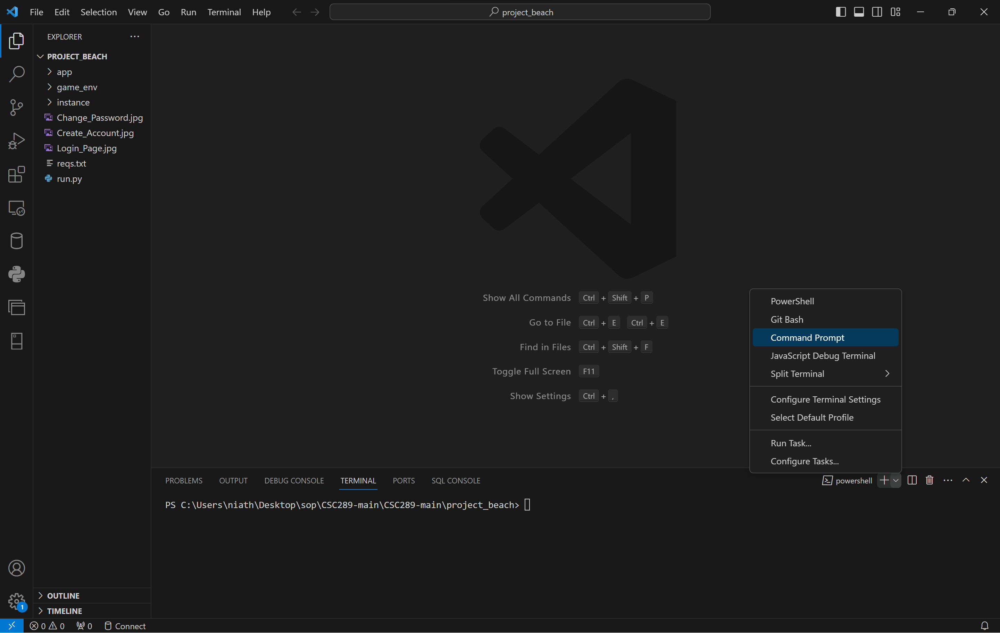 File Edit Selection View Go Run Terminal Help
project_beach
EXPLORER
PROJECT_BEACH
app
game_env
instance
Change_Password.jpg
Create_Account.jpg
Login_Page.jpg
reqs.txt
run.py
Show All Commands Ctrl + Shift + P
Go to File Ctrl + E Ctrl + E
Find in Files Ctrl + Shift + F
Toggle Full Screen F11
Show Settings Ctrl + ,
PowerShell
Git Bash
Command Prompt
JavaScript Debug Terminal
Split Terminal
Configure Terminal Settings
Select Default Profile
Run Task...
Configure Tasks...
PROBLEMS OUTPUT DEBUG CONSOLE TERMINAL PORTS SQL CONSOLE
powershell
PS C:\Users\niath\Desktop\sop\CSC289-main\CSC289-main\project_beach>
1
OUTLINE
TIMELINE
0 0 0 Connect